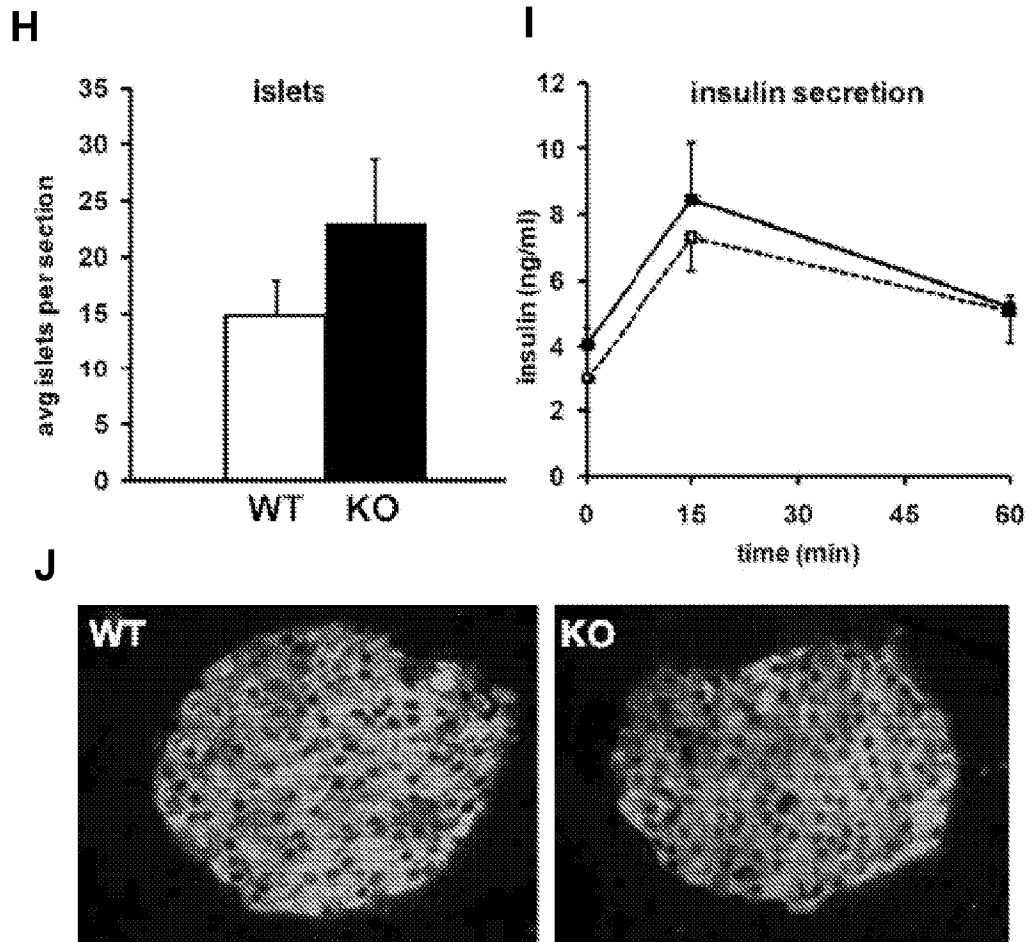 H
islets
avg islets per section
35
30
25
20
15
10
5
0
WT KO
I
insulin secretion
insulin (ng/ml)
12
10
8
6
4
2
0
0 15 30 45 60
time (min)
J
WT
KO